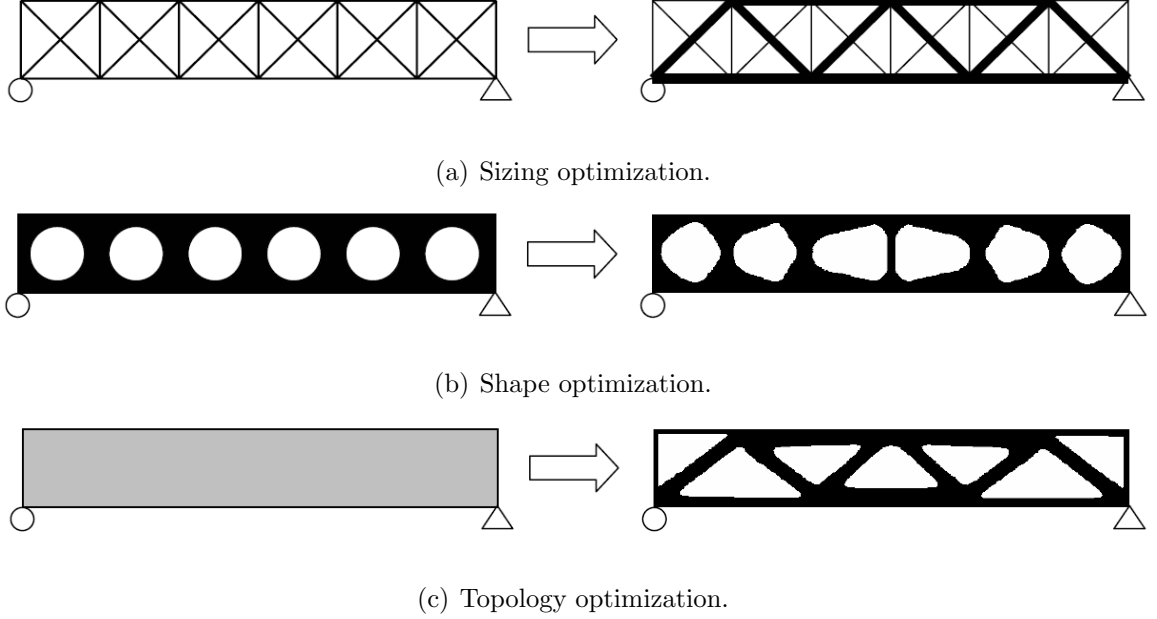 (a) Sizing optimization.
(b) Shape optimization.
(c) Topology optimization.